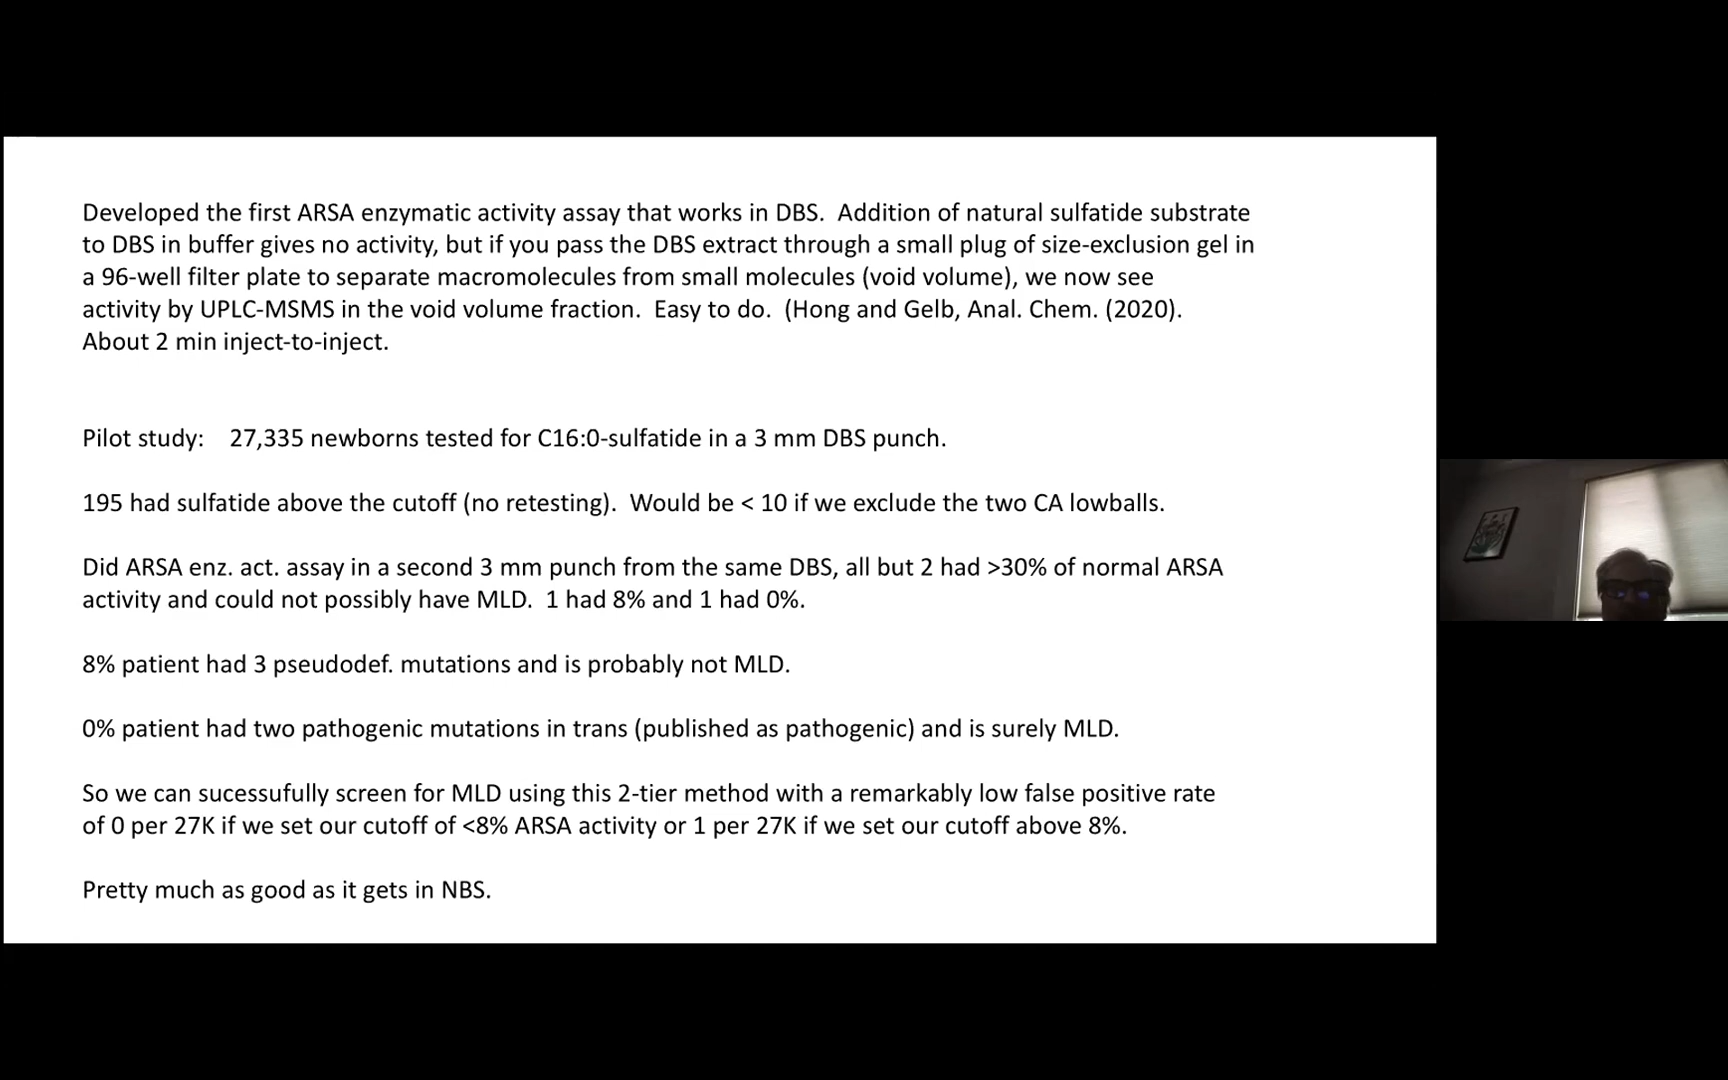 Developed the first ARSA enzymatic activity assay that works in DBS.  Addition of natural sulfatide substrate
to DBS in buffer gives no activity, but if you pass the DBS extract through a small plug of size-exclusion gel in
a 96-well filter plate to separate macromolecules from small molecules (void volume), we now see
activity by UPLC-MSMS in the void volume fraction.  Easy to do.  (Hong and Gelb, Anal. Chem. (2020).
About 2 min inject-to-inject.
Pilot study:   27,335 newborns tested for C16:0-sulfatide in a 3 mm DBS punch.
195 had sulfatide above the cutoff (no retesting).  Would be < 10 if we exclude the two CA lowballs.
Did ARSA enz. act. assay in a second 3 mm punch from the same DBS, all but 2 had >30% of normal ARSA
activity and could not possibly have MLD.  1 had 8% and 1 had 0%.
8% patient had 3 pseudodef. mutations and is probably not MLD.
0% patient had two pathogenic mutations in trans (published as pathogenic) and is surely MLD.
So we can sucessufully screen for MLD using this 2-tier method with a remarkably low false positive rate
of 0 per 27K if we set our cutoff of <8% ARSA activity or 1 per 27K if we set our cutoff above 8%.
Pretty much as good as it gets in NBS.